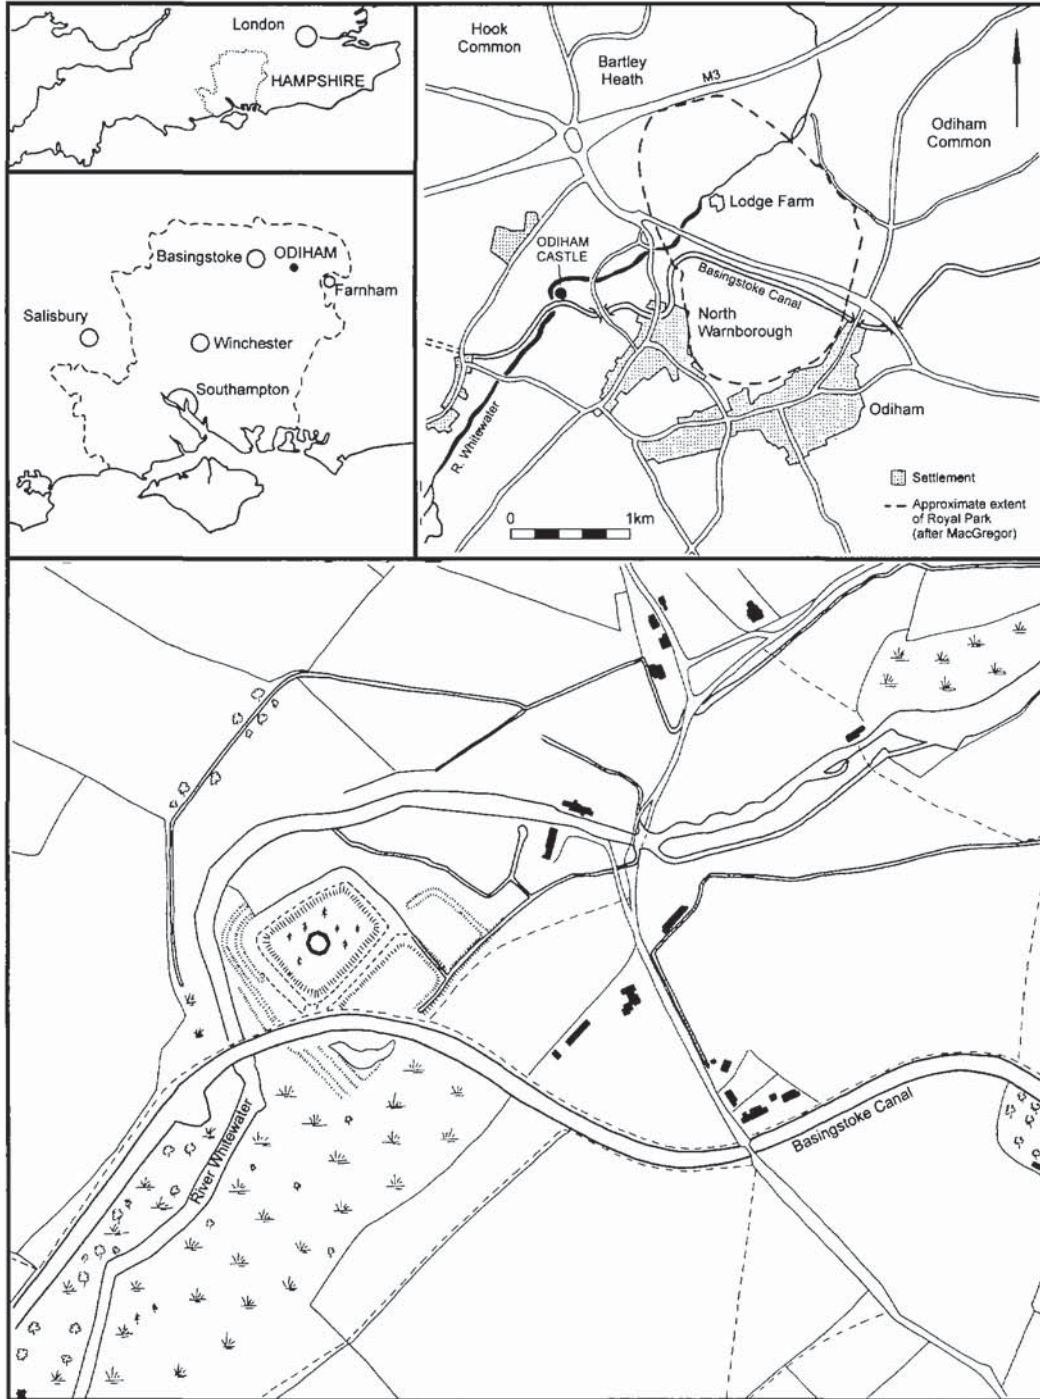 London
HAMPSHIRE
Basingstoke
ODIHAM
Farnham
Salisbury
Winchester
Southampton
Hook
Common
Bartley
Heath
M3
Odiham
Common
Lodge Farm
ODIHAM
CASTLE
Basingstoke Canal
North
Warnborough
R. Whitewater
Odiham
Settlement
Approximate extent
of Royal Park
(after MacGregor)
0
1km
River Whitewater
Basingstoke Canal